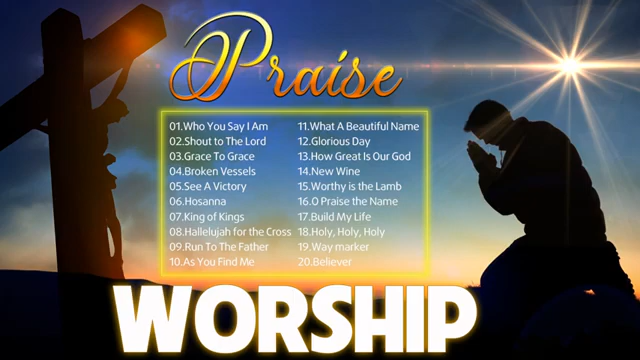 Praise
01.Who You Say I Am
02.Shout to The Lord
03.Grace To Grace
04.Broken Vessels
05.See A Victory
06.Hosanna
07.King of Kings
08.Hallelujah for the Cross
09.Run To The Father
10.As You Find Me
11.What A Beautiful Name
12.Glorious Day
13.How Great Is Our God
14.New Wine
15.Worthy is the Lamb
16.O Praise the Name
17.Build My Life
18.Holy, Holy, Holy
19.Way marker
20.Believer
WORSHIP